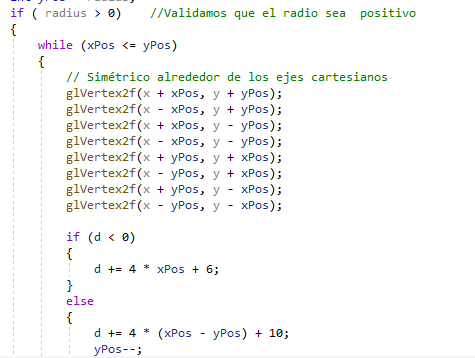 if ( radius > 0)    //Validamos que el radio sea  positivo
{
    while (xPos <= yPos)
    {
        // Simétrico alrededor de los ejes cartesianos
        glVertex2f(x + xPos, y + yPos);
        glVertex2f(x - xPos, y + yPos);
        glVertex2f(x + xPos, y - yPos);
        glVertex2f(x - xPos, y - yPos);
        glVertex2f(x + yPos, y + xPos);
        glVertex2f(x - yPos, y + xPos);
        glVertex2f(x + yPos, y - xPos);
        glVertex2f(x - yPos, y - xPos);

        if (d < 0)
        {
            d += 4 * xPos + 6;
        }
        else
        {
            d += 4 * (xPos - yPos) + 10;
            yPos--;